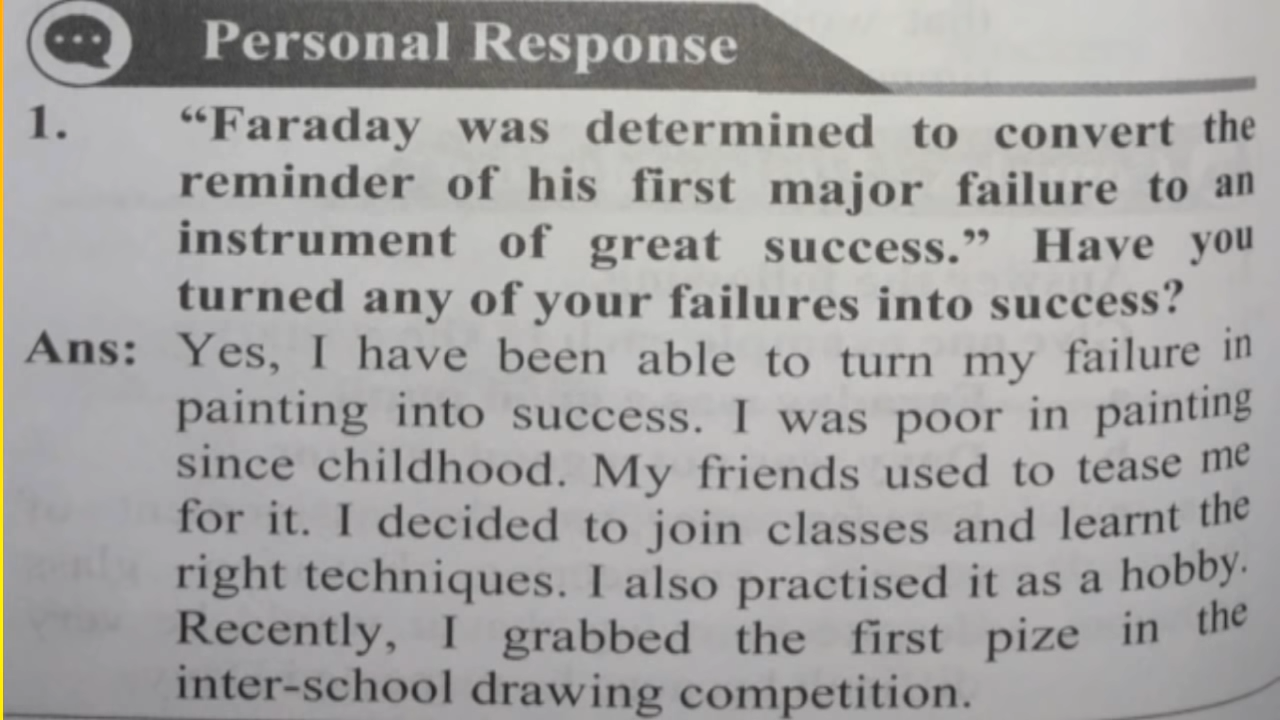 Personal Response
1. “Faraday was determined to convert the
reminder of his first major failure to an
instrument of great success.” Have you
turned any of your failures into success?
Ans: Yes, I have been able to turn my failure in
painting into success. I was poor in painting
since childhood. My friends used to tease me
for it. I decided to join classes and learnt the
right techniques. I also practised it as a hobby.
Recently, I grabbed the first pize in the
inter-school drawing competition.